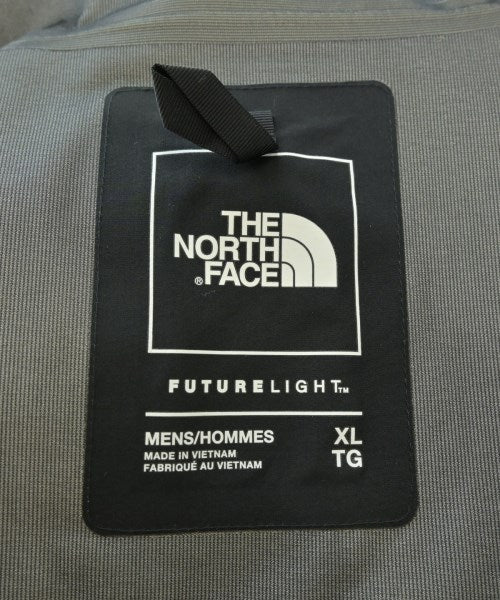 THE
NORTH
® FACE
FUTURELIGHT™
MENS/HOMMES XL
MADE IN VIETNAM TG
FABRIQUÉ AU VIETNAM